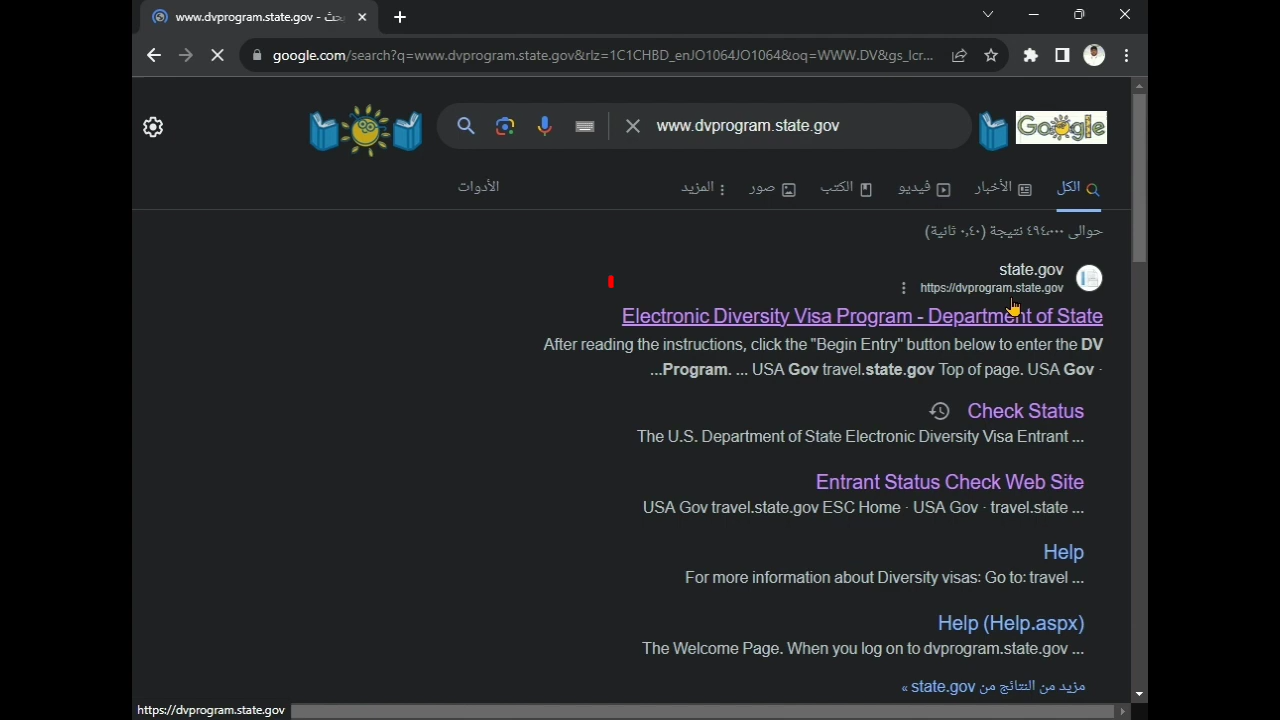 www.dvprogram.state.gov - بحث
google.com/search?q=www.dvprogram.state.gov&rlz=1C1CHBD_enJO1064JO1064&oq=WWW.DV&gs_lcr...
www.dvprogram.state.gov
Google
الكل
الأخبار
ڤيديو
الكتب
صور
المزيد
الأدوات
حوالى ٤٩٤,٠٠٠ نتيجة (٠,٤٠ ثانية)
state.gov
https://dvprogram.state.gov
Electronic Diversity Visa Program - Department of State
After reading the instructions, click the "Begin Entry" button below to enter the DV
...Program. ... USA Gov travel.state.gov Top of page. USA Gov ·
Check Status
The U.S. Department of State Electronic Diversity Visa Entrant ...
Entrant Status Check Web Site
USA Gov travel.state.gov ESC Home · USA Gov · travel.state ...
Help
For more information about Diversity visas: Go to: travel ...
Help (Help.aspx)
The Welcome Page. When you log on to dvprogram.state.gov ...
مزيد من النتائج من state.gov »
https://dvprogram.state.gov